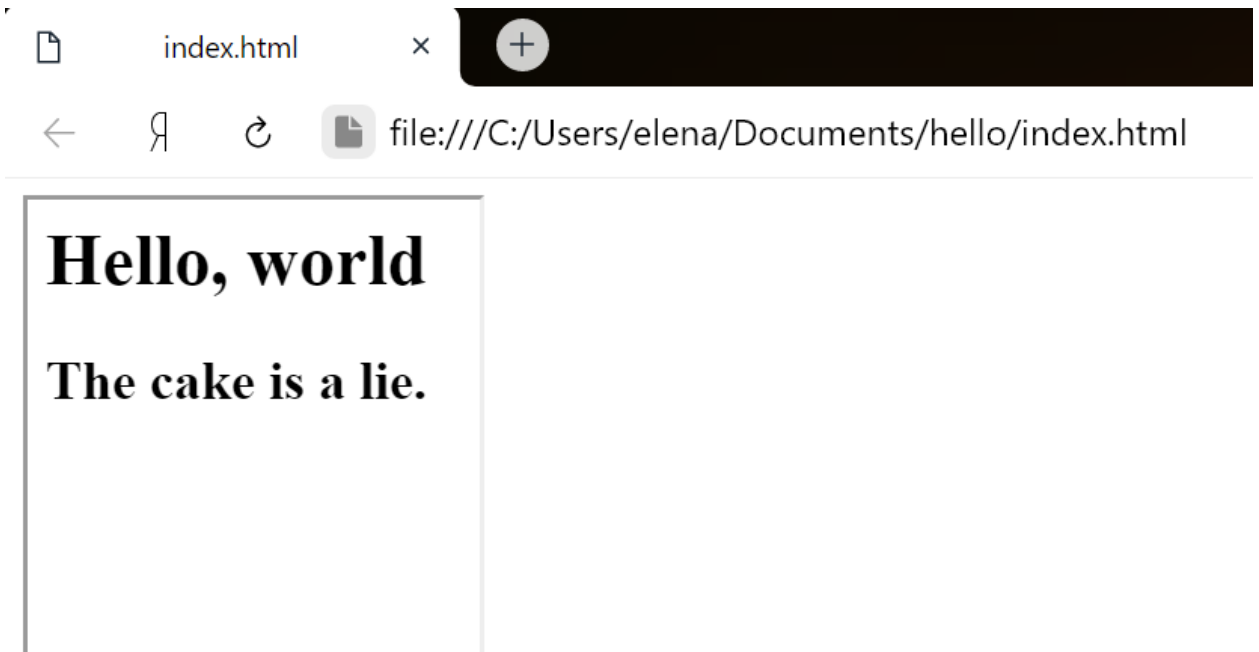 index.html
Я
file:///C:/Users/elena/Documents/hello/index.html
Hello, world
The cake is a lie.